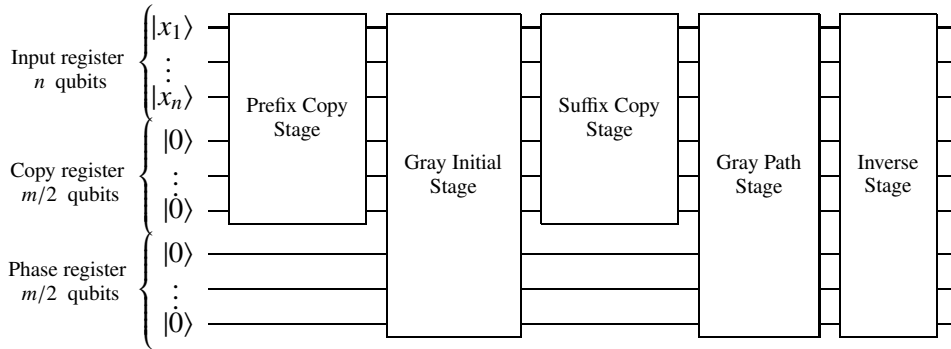 Input register
n qubits
|x₁⟩
⋮
|xₙ⟩
Copy register
m/2 qubits
|0⟩
⋮
|0⟩
Phase register
m/2 qubits
|0⟩
⋮
|0⟩
Prefix Copy
Stage
Gray Initial
Stage
Suffix Copy
Stage
Gray Path
Stage
Inverse
Stage